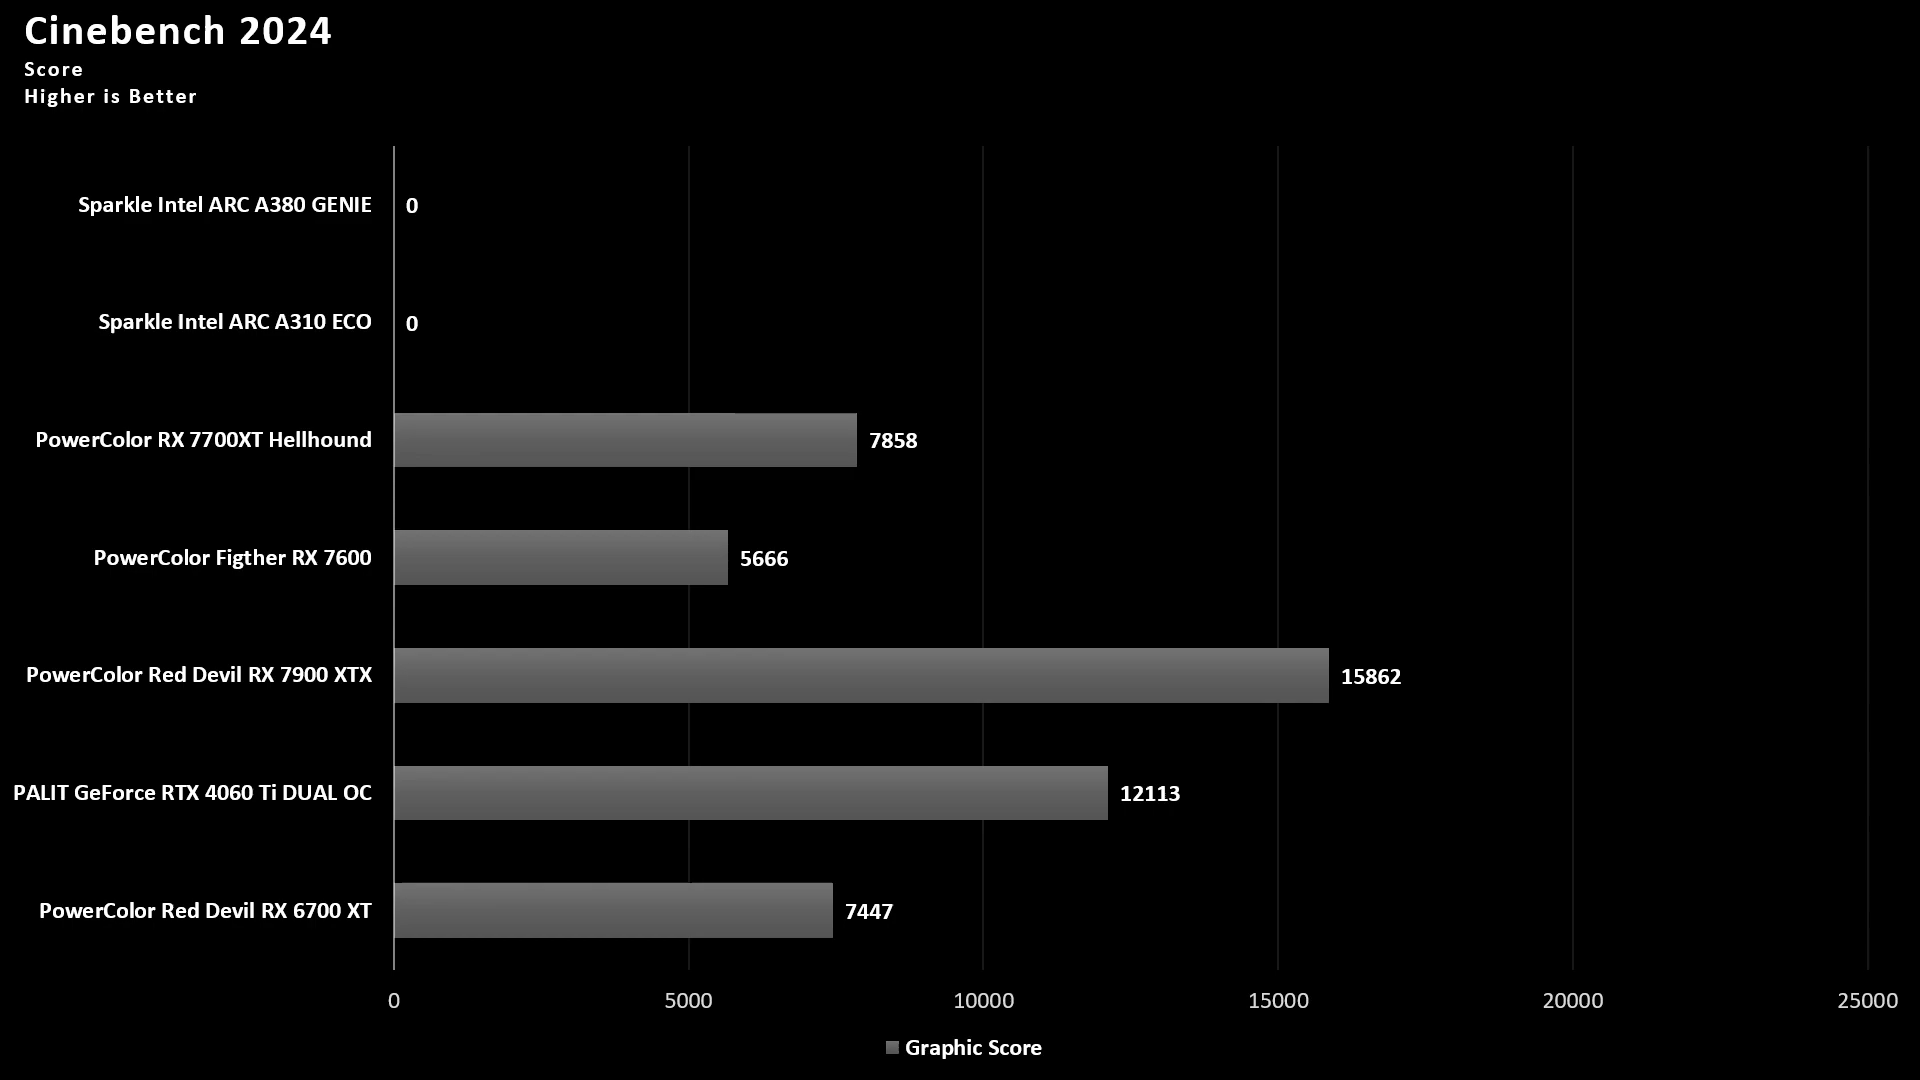 Cinebench 2024
Score
Higher is Better
Sparkle Intel ARC A380 GENIE 0
Sparkle Intel ARC A310 ECO 0
PowerColor RX 7700XT Hellhound 7858
PowerColor Figther RX 7600 5666
PowerColor Red Devil RX 7900 XTX 15862
PALIT GeForce RTX 4060 Ti DUAL OC 12113
PowerColor Red Devil RX 6700 XT 7447
0 5000 10000 15000 20000 25000
Graphic Score